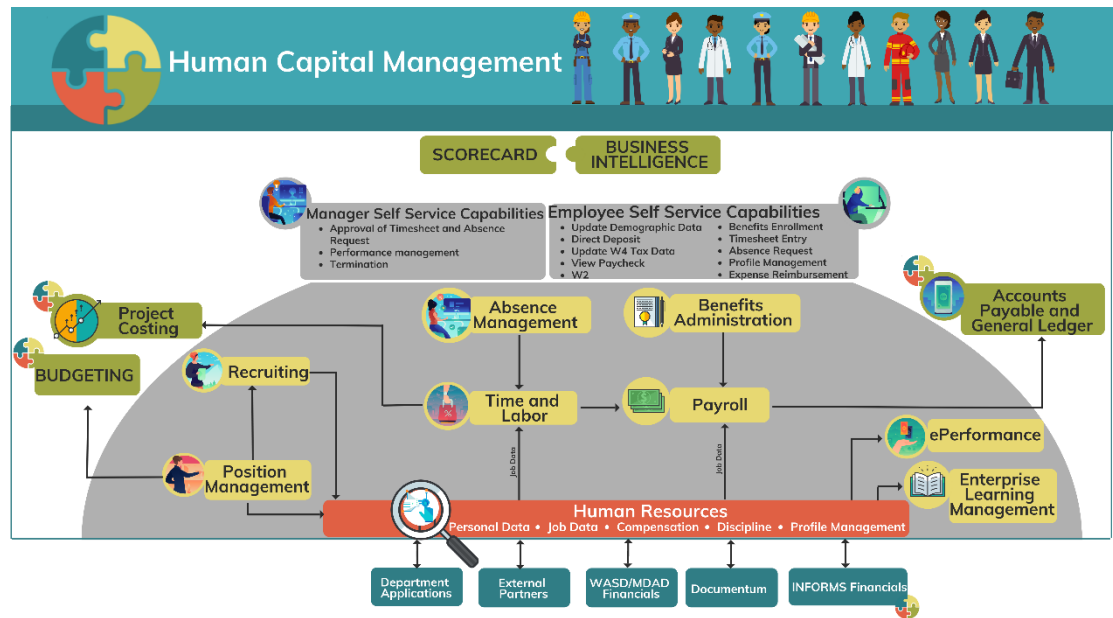 Human Capital Management
SCORECARD
BUSINESS
INTELLIGENCE
Manager Self Service Capabilities
• Approval of Timesheet and Absence
Request
• Performance management
• Termination
Employee Self Service Capabilities
• Update Demographic Data
• Direct Deposit
• Update W4 Tax Data
• View Paycheck
• W2
• Benefits Enrollment
• Timesheet Entry
• Absence Request
• Profile Management
• Expense Reimbursement
Project
Costing
BUDGETING
Recruiting
Position
Management
Absence
Management
Time and
Labor
Benefits
Administration
Payroll
Accounts
Payable and
General Ledger
ePerformance
Enterprise
Learning
Management
Job Data
Job Data
Human Resources
Personal Data • Job Data • Compensation • Discipline • Profile Management
Department
Applications
External
Partners
WASD/MDAD
Financials
Documentum
INFORMS Financials